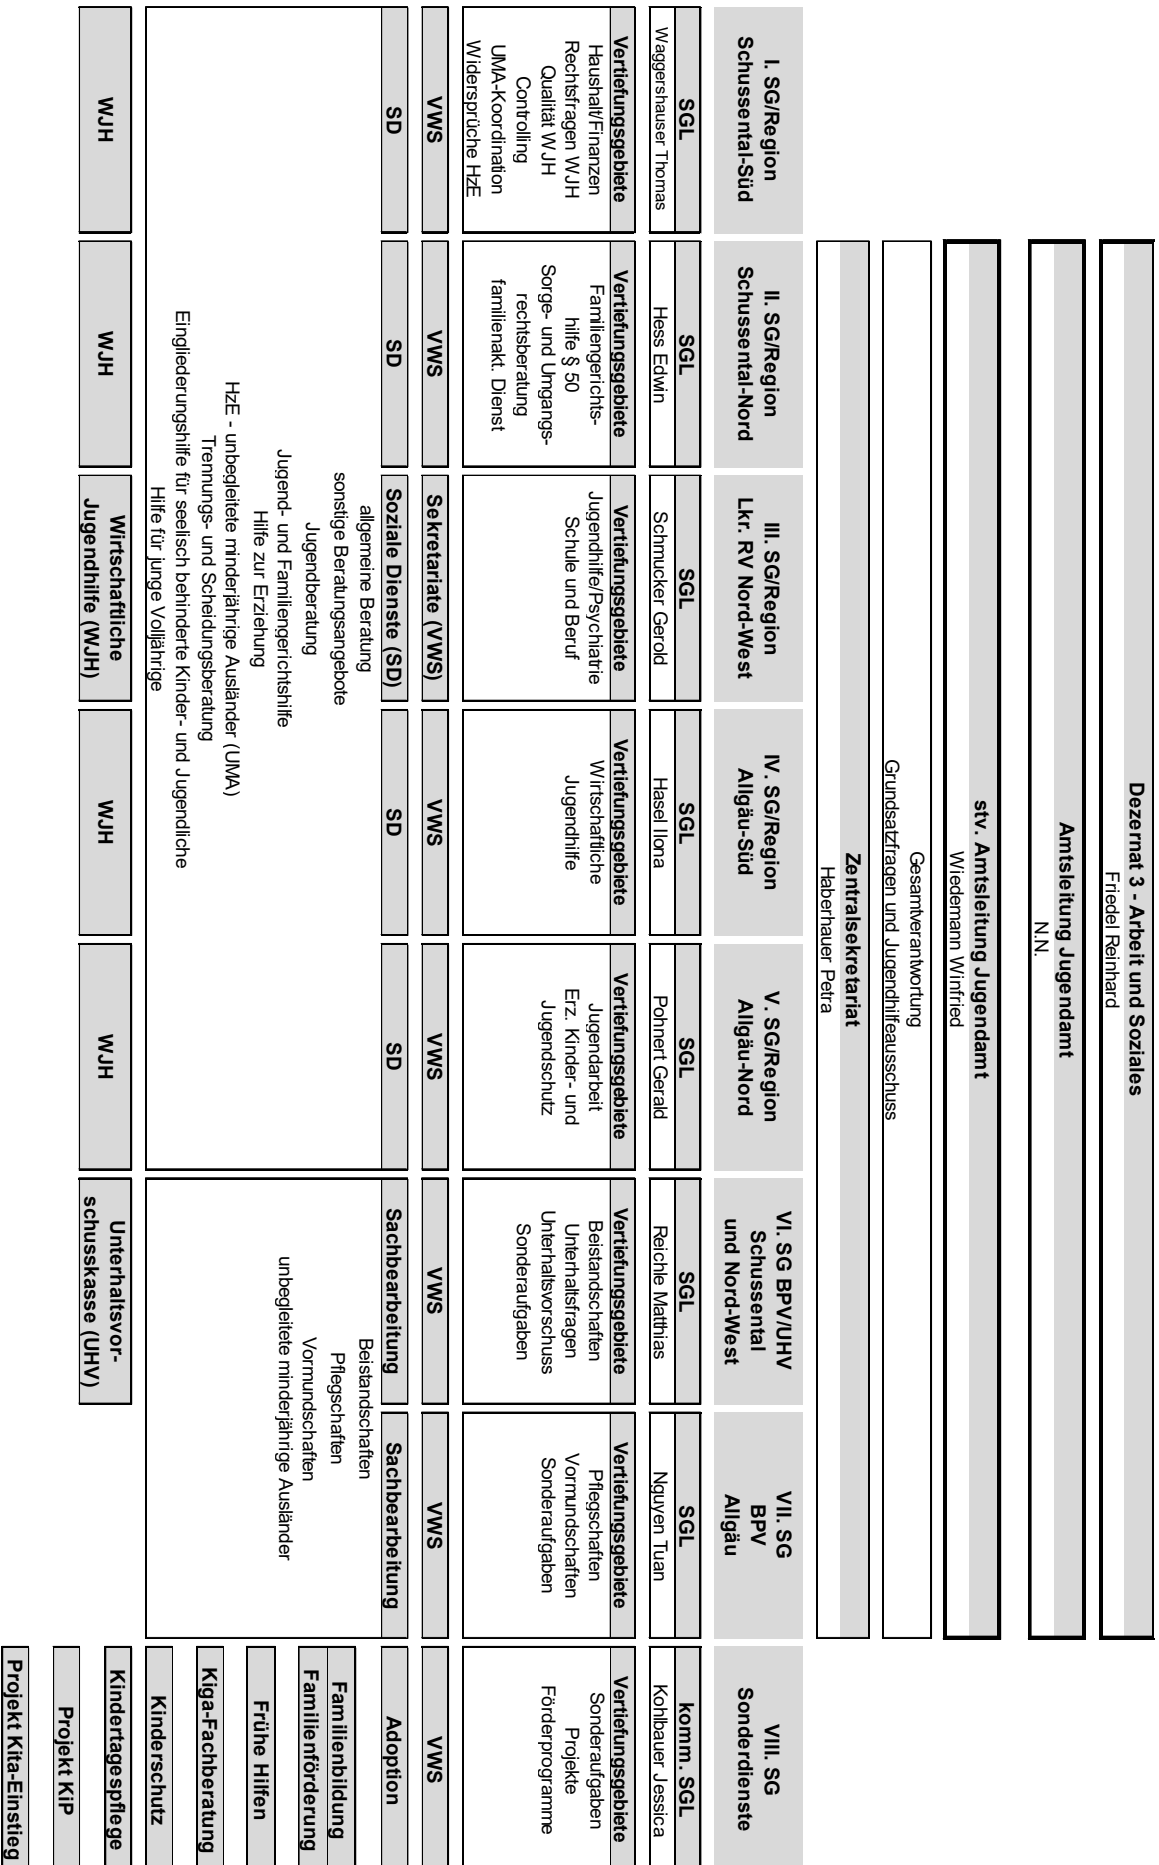 Dezernat 3 - Arbeit und Soziales
Friedel Reinhard
Amtsleitung Jugendamt
N.N.
stv. Amtsleitung Jugendamt
Wiedemann Winfried
Gesamtverantwortung
Grundsatzfragen und Jugendhilfeausschuss
Zentralsekretariat
Haberhauer Petra
I. SG/Region
Schussental-Süd
SGL
Waggershauser Thomas
Vertiefungsgebiete
Haushalt/Finanzen
Rechtsfragen WJH
Qualität WJH
Controlling
UMA-Koordination
Widersprüche HzE
VWS
SD
WJH
II. SG/Region
Schussental-Nord
SGL
Hess Edwin
Vertiefungsgebiete
Familiengerichts-
hilfe § 50
Sorge- und Umgangs-
rechtsberatung
familienakt. Dienst
VWS
SD
WJH
III. SG/Region
Lkr. RV Nord-West
SGL
Schmucker Gerold
Vertiefungsgebiete
Jugendhilfe/Psychiatrie
Schule und Beruf
Sekretariate (VWS)
Soziale Dienste (SD)
allgemeine Beratung
sonstige Beratungsangebote
Jugendberatung
Jugend- und Familiengerichtshilfe
Hilfe zur Erziehung
HzE - unbegleitete minderjährige Ausländer (UMA)
Trennungs- und Scheidungsberatung
Eingliederungshilfe für seelisch behinderte Kinder- und Jugendliche
Hilfe für junge Volljährige
Wirtschaftliche
Jugendhilfe (WJH)
IV. SG/Region
Allgäu-Süd
SGL
Hasel Ilona
Vertiefungsgebiete
Wirtschaftliche
Jugendhilfe
VWS
SD
WJH
V. SG/Region
Allgäu-Nord
SGL
Pohnert Gerald
Vertiefungsgebiete
Jugendarbeit
Erz. Kinder- und
Jugendschutz
VWS
SD
WJH
VI. SG BPV/UHV
Schussental
und Nord-West
SGL
Reichle Matthias
Vertiefungsgebiete
Beistandschaften
Unterhaltsfragen
Unterhaltsvorschuss
Sonderaufgaben
VWS
Sachbearbeitung
Beistandschaften
Pflegschaften
Vormundschaften
unbegleitete minderjährige Ausländer
Unterhaltsvor-
schusskasse (UHV)
VII. SG
BPV
Allgäu
SGL
Nguyen Tuan
Vertiefungsgebiete
Pflegschaften
Vormundschaften
Sonderaufgaben
VWS
Sachbearbeitung
VIII. SG
Sonderdienste
komm. SGL
Kohlbauer Jessica
Vertiefungsgebiete
Sonderaufgaben
Projekte
Förderprogramme
VWS
Adoption
Familienbildung
Familienförderung
Frühe Hilfen
Kiga-Fachberatung
Kinderschutz
Kindertagespflege
Projekt KiP
Projekt Kita-Einstieg